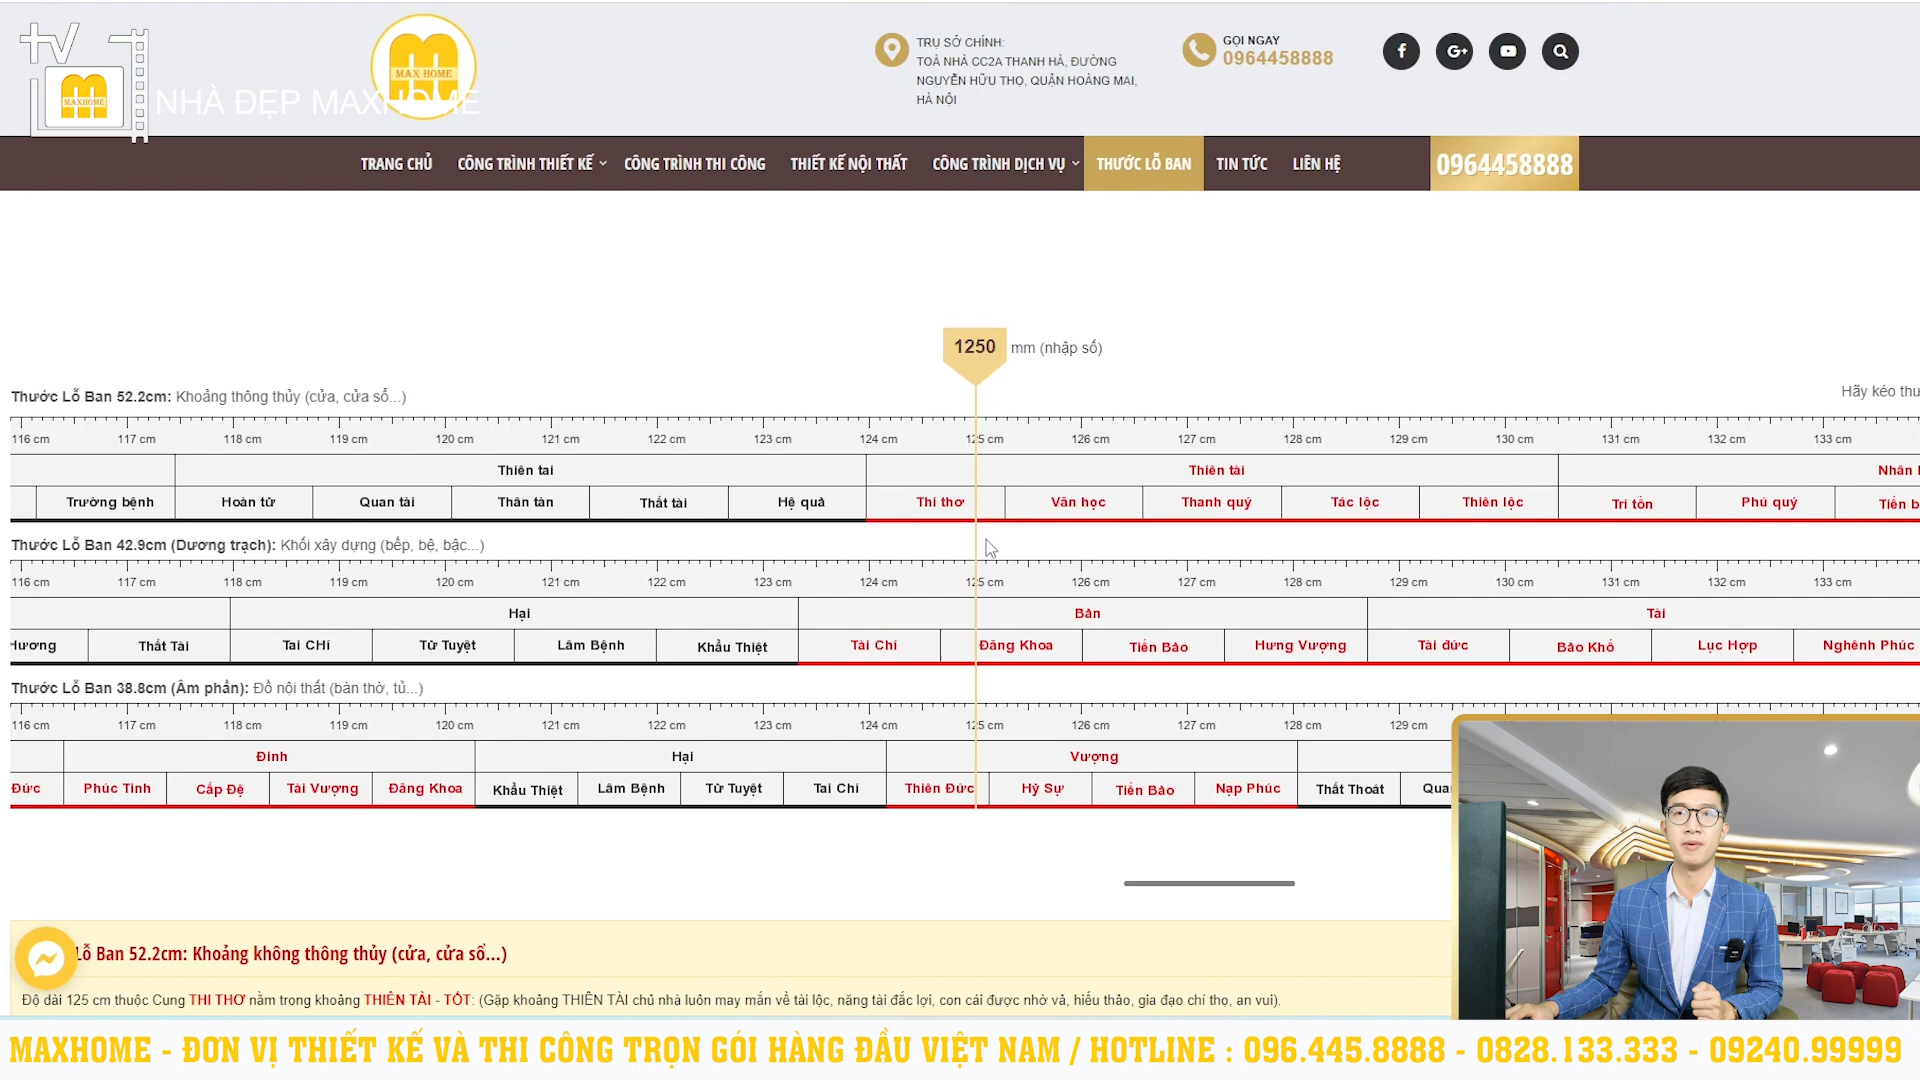 tv
MAXHOME
NHÀ ĐẸP MAXHOME
MAX HOME
TRỤ SỞ CHÍNH:
TOÀ NHÀ CC2A THANH HÀ, ĐƯỜNG
NGUYỄN HỮU THỌ, QUẬN HOÀNG MAI,
HÀ NỘI
GỌI NGAY
0964458888
TRANG CHỦ CÔNG TRÌNH THIẾT KẾ CÔNG TRÌNH THI CÔNG THIẾT KẾ NỘI THẤT CÔNG TRÌNH DỊCH VỤ THƯỚC LỖ BAN TIN TỨC LIÊN HỆ 0964458888
1250 mm (nhập số)
Thước Lỗ Ban 52.2cm: Khoảng thông thủy (cửa, cửa sổ...)
Hãy kéo
116 cm 117 cm 118 cm 119 cm 120 cm 121 cm 122 cm 123 cm 124 cm 125 cm 126 cm 127 cm 128 cm 129 cm 130 cm 131 cm 132 cm 133 cm
Thiên tai Thiên tài Nhân
Trường bệnh Hoàn tử Quan tài Thân tàn Thất tài Hệ quả Thi thơ Văn học Thanh quý Tác lộc Thiên lộc Trí tồn Phú quý Tiến
Thước Lỗ Ban 42.9cm (Dương trạch): Khối xây dựng (bếp, bệ, bậc...)
116 cm 117 cm 118 cm 119 cm 120 cm 121 cm 122 cm 123 cm 124 cm 125 cm 126 cm 127 cm 128 cm 129 cm 130 cm 131 cm 132 cm 133 cm
Hại Bản Tài
Hương Thất Tài Tai CHí Tử Tuyệt Lâm Bệnh Khẩu Thiệt Tài Chí Đăng Khoa Tiến Bảo Hưng Vượng Tài đức Bảo Khố Lục Hợp Nghênh Phúc
Thước Lỗ Ban 38.8cm (Âm phần): Đồ nội thất (bàn thờ, tủ...)
116 cm 117 cm 118 cm 119 cm 120 cm 121 cm 122 cm 123 cm 124 cm 125 cm 126 cm 127 cm 128 cm 129 cm
Đinh Hại Vượng
Đức Phúc Tinh Cấp Đệ Tài Vượng Đăng Khoa Khẩu Thiệt Lâm Bệnh Tử Tuyệt Tai Chí Thiên Đức Hỷ Sự Tiến Bảo Nạp Phúc Thất Thoát
Lỗ Ban 52.2cm: Khoảng không thông thủy (cửa, cửa sổ...)
Độ dài 125 cm thuộc Cung THI THƠ nằm trong khoảng THIÊN TÀI - TỐT: (Gặp khoảng THIÊN TÀI chủ nhà luôn may mắn về tài lộc, năng tài đắc lợi, con cái được nhờ vả, hiếu thảo, gia đạo chí thọ, an vui).
MAXHOME - ĐƠN VỊ THIẾT KẾ VÀ THI CÔNG TRỌN GÓI HÀNG ĐẦU VIỆT NAM / HOTLINE : 096.445.8888 - 0828.133.333 - 09240.99999